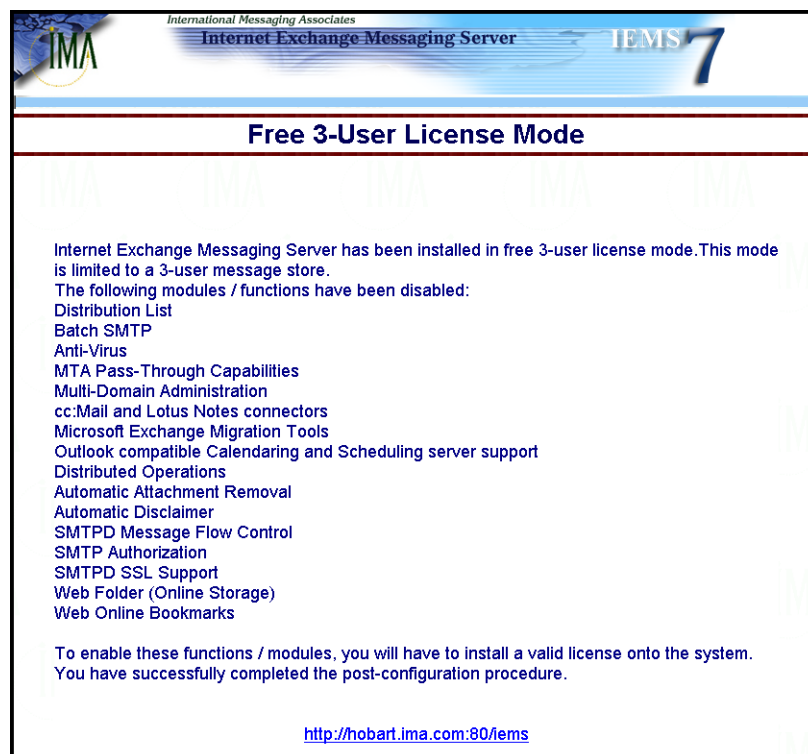 International Messaging Associates
IMA
Internet Exchange Messaging Server
IEMS 7
Free 3-User License Mode
Internet Exchange Messaging Server has been installed in free 3-user license mode.This mode
is limited to a 3-user message store.
The following modules / functions have been disabled:
Distribution List
Batch SMTP
Anti-Virus
MTA Pass-Through Capabilities
Multi-Domain Administration
cc:Mail and Lotus Notes connectors
Microsoft Exchange Migration Tools
Outlook compatible Calendaring and Scheduling server support
Distributed Operations
Automatic Attachment Removal
Automatic Disclaimer
SMTPD Message Flow Control
SMTP Authorization
SMTPD SSL Support
Web Folder (Online Storage)
Web Online Bookmarks
To enable these functions / modules, you will have to install a valid license onto the system.
You have successfully completed the post-configuration procedure.
http://hobart.ima.com:80/iems